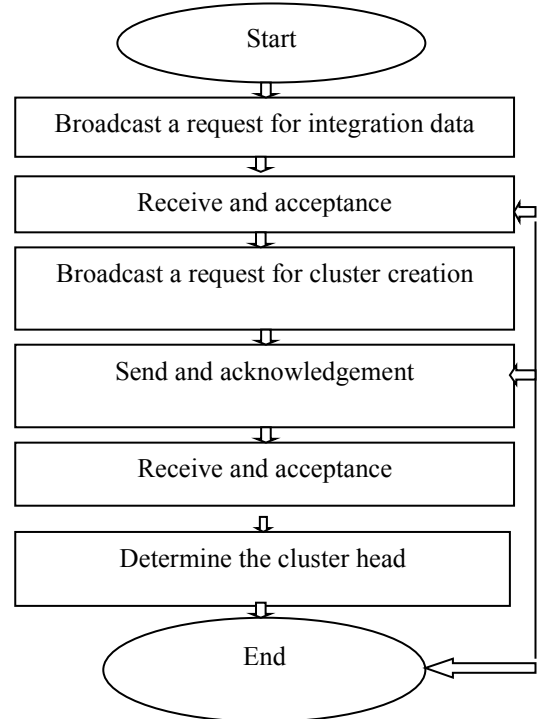 Start
Broadcast a request for integration data
Receive and acceptance
Broadcast a request for cluster creation
Send and acknowledgement
Receive and acceptance
Determine the cluster head
End